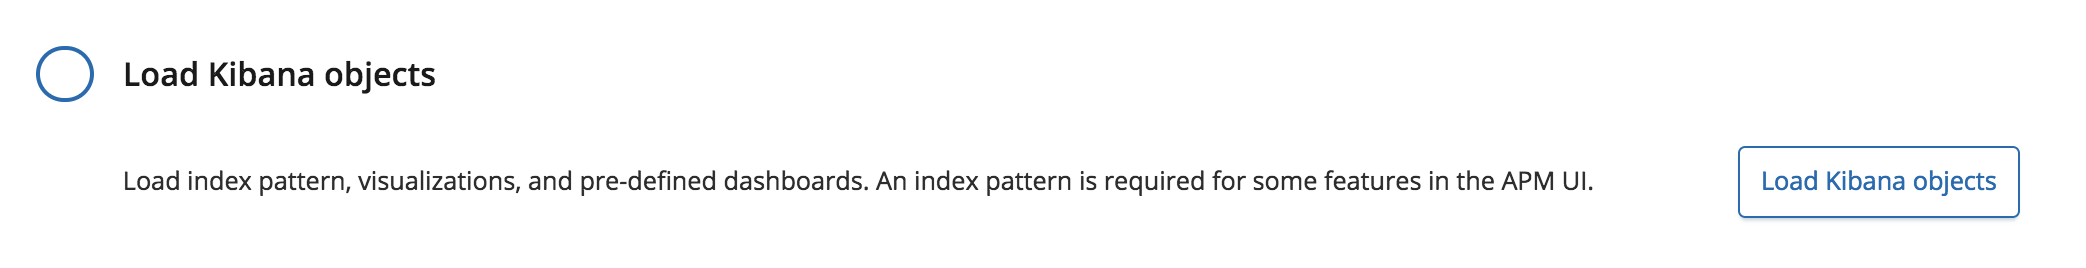 Load Kibana objects
Load index pattern, visualizations, and pre-defined dashboards. An index pattern is required for some features in the APM UI.
Load Kibana objects